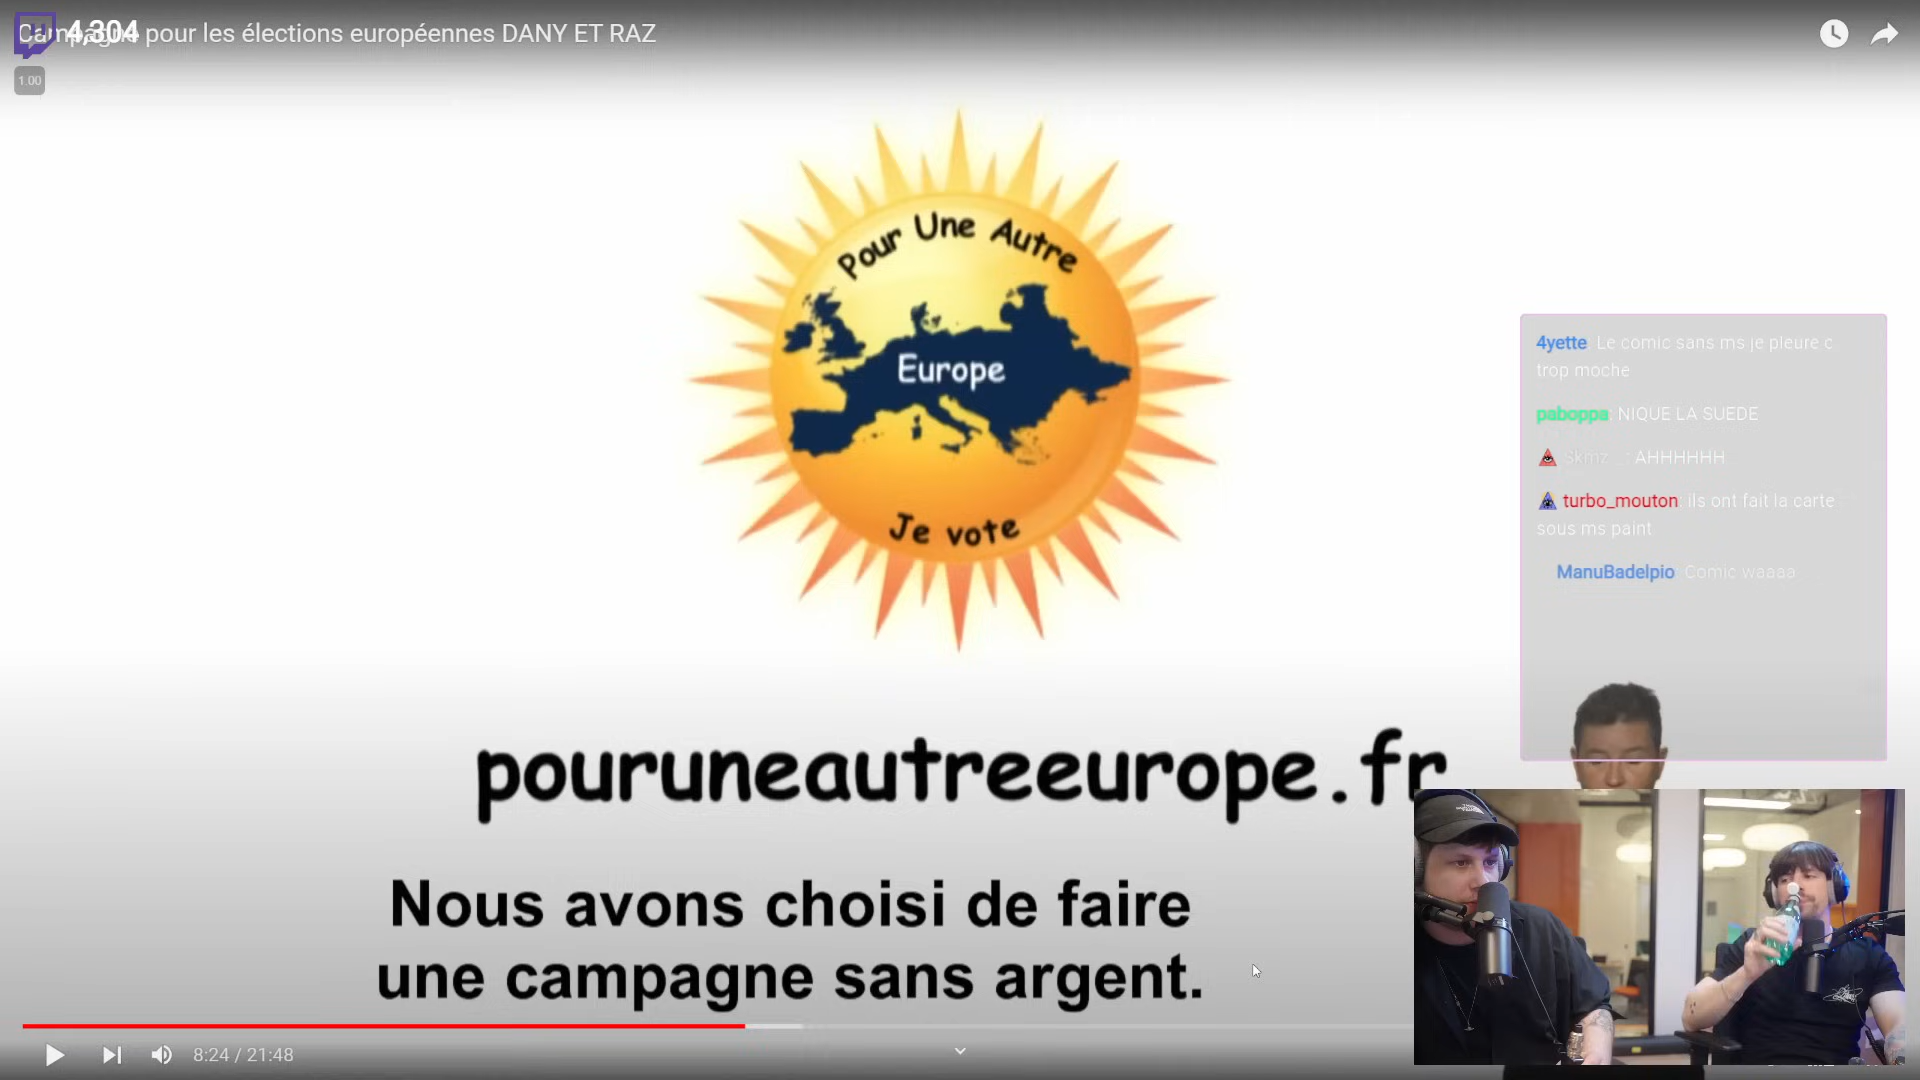 Campagne pour les élections européennes DANY ET RAZ
4,304
1.00
Pour Une Autre
Europe
Je vote
4yette Le comic sans ms je pleure c
trop moche
paboppa: NIQUE LA SUEDE
Skmz__: AHHHHHH
turbo_mouton: ils ont fait la carte
sous ms paint
ManuBadelpio: Comic waaaa
pouruneautreeurope.fr
Nous avons choisi de faire
une campagne sans argent.
8:24 / 21:48